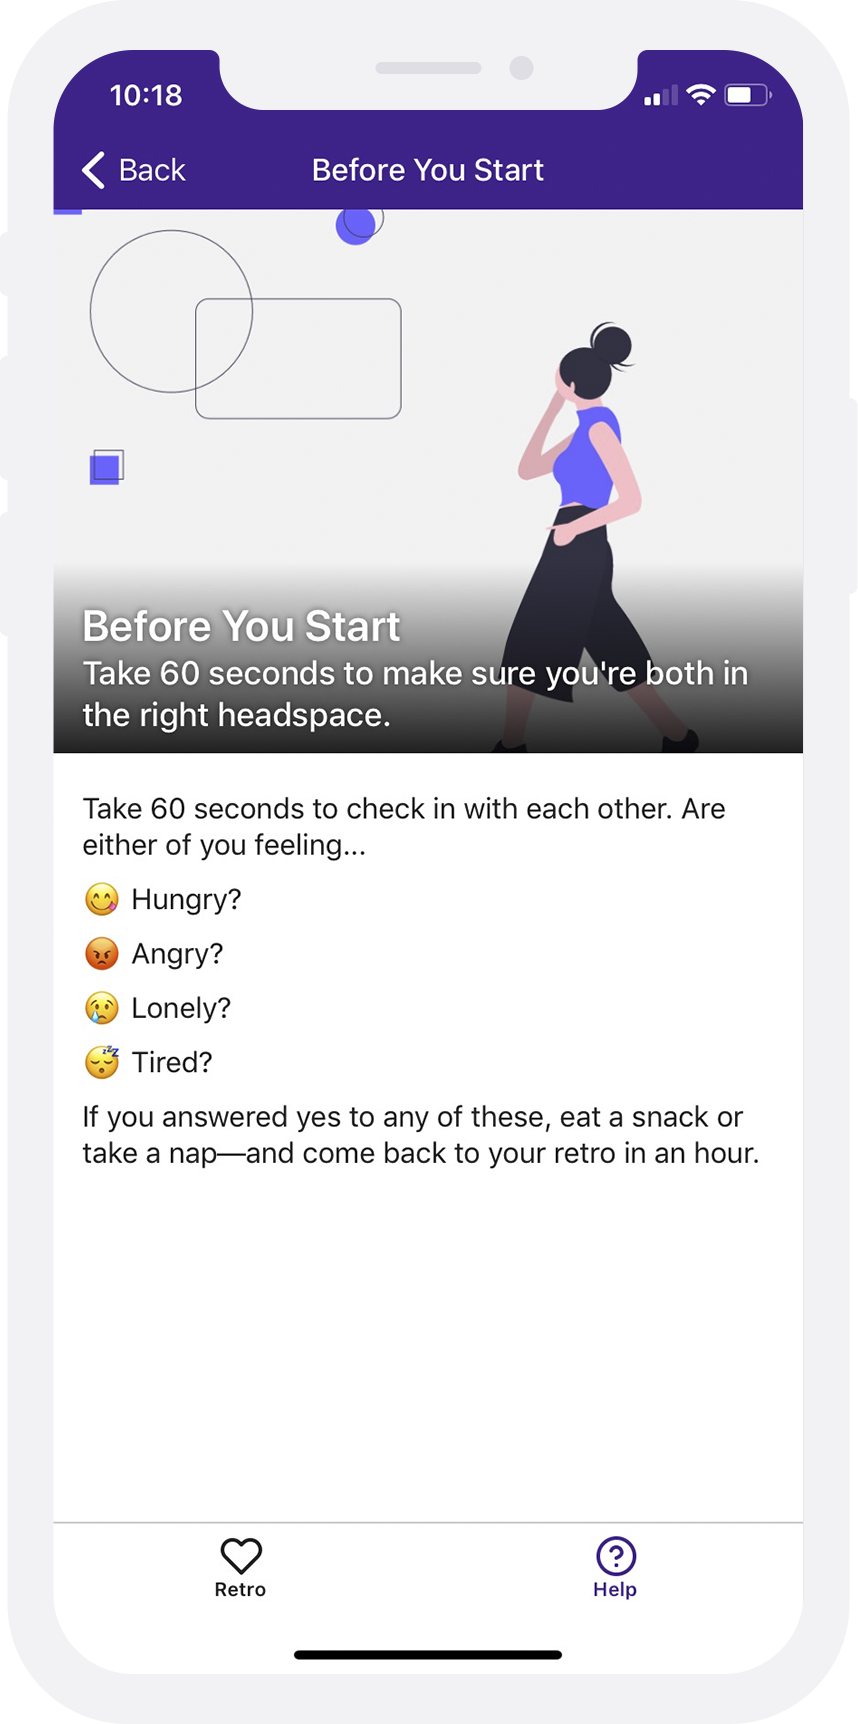 10:18
Back
Before You Start
Before You Start
Take 60 seconds to make sure you're both in
the right headspace.
Take 60 seconds to check in with each other. Are
either of you feeling...
😋 Hungry?
😡 Angry?
😢 Lonely?
😴 Tired?
If you answered yes to any of these, eat a snack or
take a nap—and come back to your retro in an hour.
Retro
Help